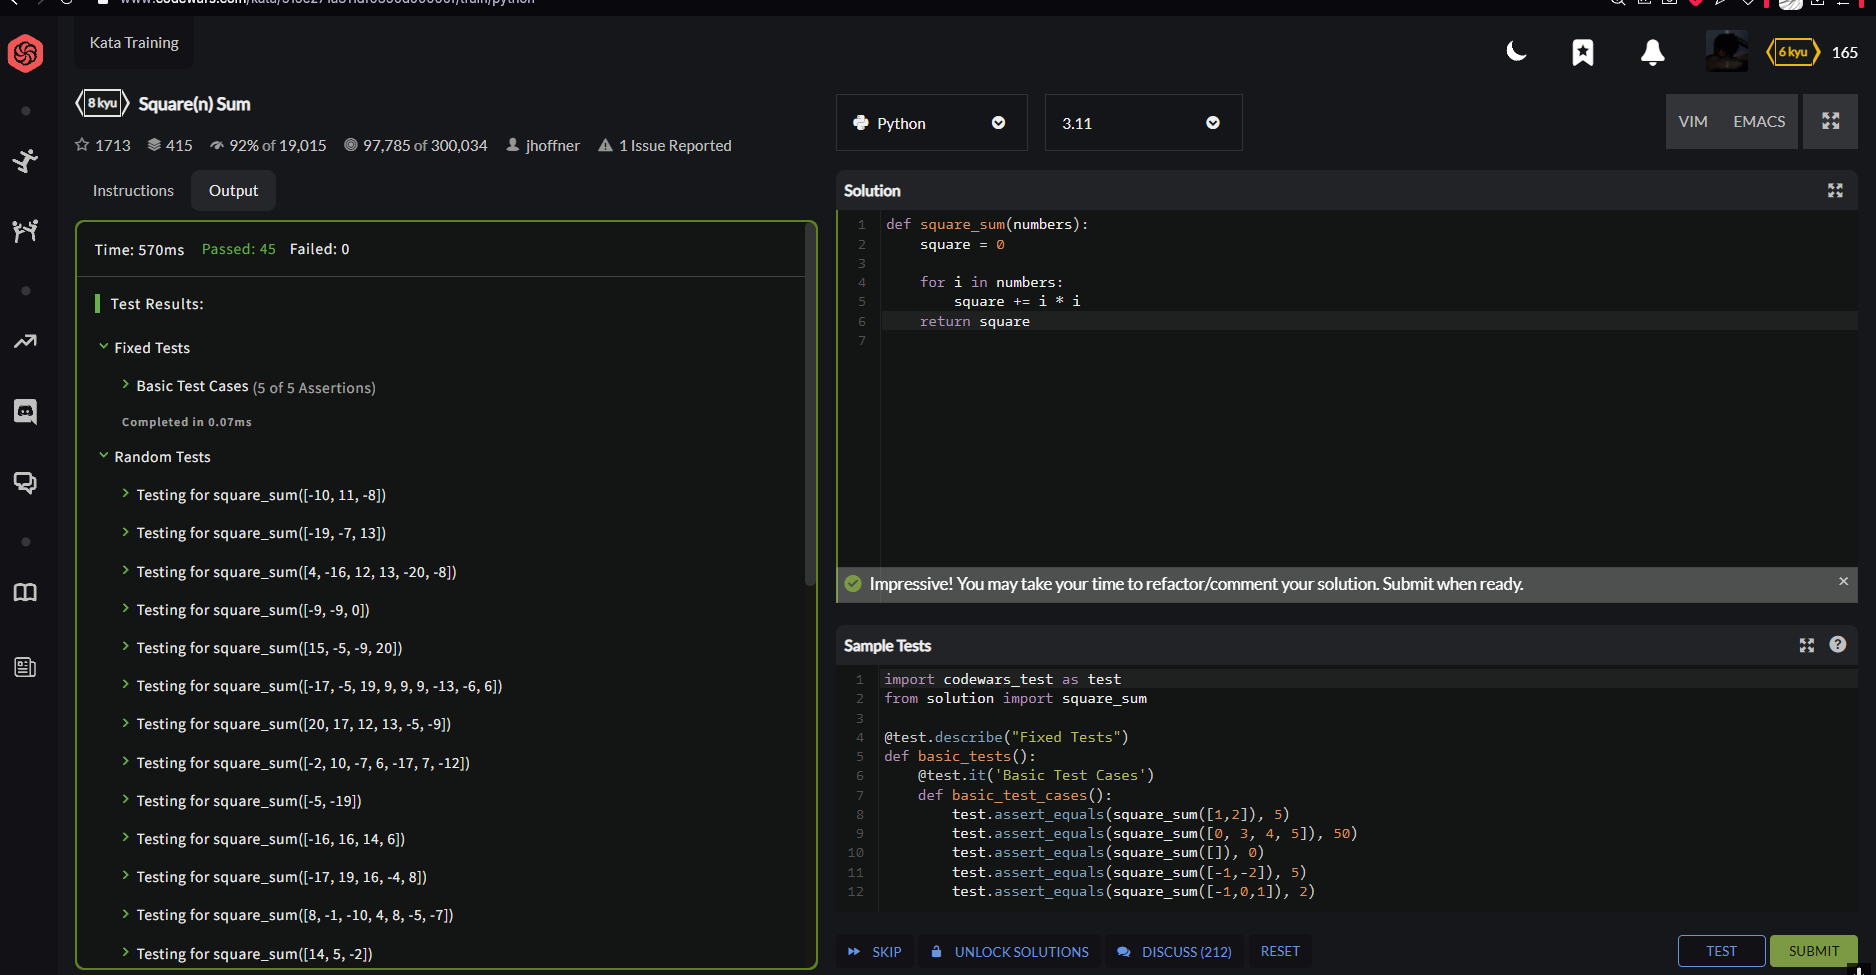 Kata Training
6 kyu
165
8 kyu
Square(n) Sum
1713
415
92% of 19,015
97,785 of 300,034
jhoffner
1 Issue Reported
Instructions
Output
Time: 570ms
Passed: 45
Failed: 0
Test Results:
Fixed Tests
Basic Test Cases (5 of 5 Assertions)
Completed in 0.07ms
Random Tests
Testing for square_sum([-10, 11, -8])
Testing for square_sum([-19, -7, 13])
Testing for square_sum([4, -16, 12, 13, -20, -8])
Testing for square_sum([-9, -9, 0])
Testing for square_sum([15, -5, -9, 20])
Testing for square_sum([-17, -5, 19, 9, 9, 9, -13, -6, 6])
Testing for square_sum([20, 17, 12, 13, -5, -9])
Testing for square_sum([-2, 10, -7, 6, -17, 7, -12])
Testing for square_sum([-5, -19])
Testing for square_sum([-16, 16, 14, 6])
Testing for square_sum([-17, 19, 16, -4, 8])
Testing for square_sum([8, -1, -10, 4, 8, -5, -7])
Testing for square_sum([14, 5, -2])
Python
3.11
VIM
EMACS
Solution
1 def square_sum(numbers):
2     square = 0
3
4     for i in numbers:
5         square += i * i
6     return square
7
Impressive! You may take your time to refactor/comment your solution. Submit when ready.
×
Sample Tests
?
1 import codewars_test as test
2 from solution import square_sum
3
4 @test.describe("Fixed Tests")
5 def basic_tests():
6     @test.it('Basic Test Cases')
7     def basic_test_cases():
8         test.assert_equals(square_sum([1,2]), 5)
9         test.assert_equals(square_sum([0, 3, 4, 5]), 50)
10         test.assert_equals(square_sum([]), 0)
11         test.assert_equals(square_sum([-1,-2]), 5)
12         test.assert_equals(square_sum([-1,0,1]), 2)
SKIP
UNLOCK SOLUTIONS
DISCUSS (212)
RESET
TEST
SUBMIT